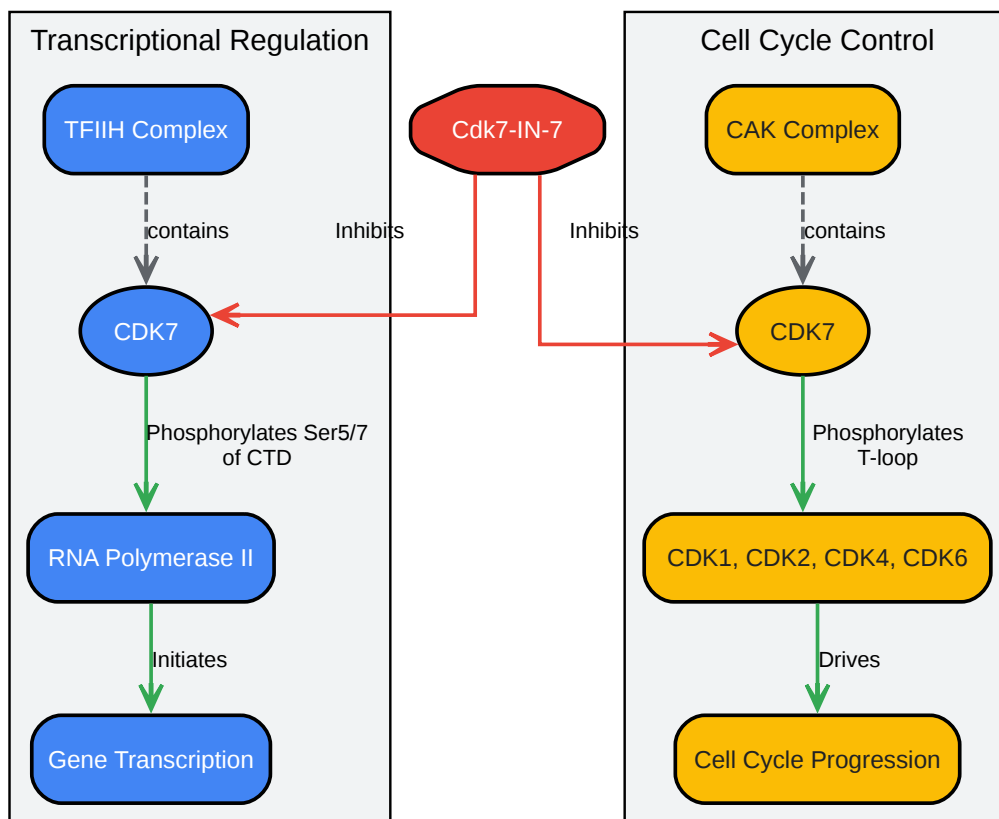 Transcriptional Regulation
Cell Cycle Control
TFIIH Complex
Cdk7-IN-7
CAK Complex
contains
Inhibits
Inhibits
contains
CDK7
CDK7
Phosphorylates Ser5/7
of CTD
Phosphorylates
T-loop
RNA Polymerase II
CDK1, CDK2, CDK4, CDK6
Initiates
Drives
Gene Transcription
Cell Cycle Progression